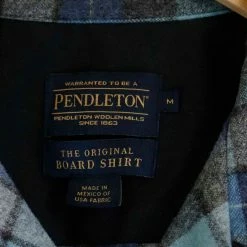 WARRANTED TO BE A
PENDLETON
M
PENDLETON WOOLEN MILLS
SINCE 1863
THE ORIGINAL
BOARD SHIRT
MADE IN
MEXICO OF
USA FABRIC